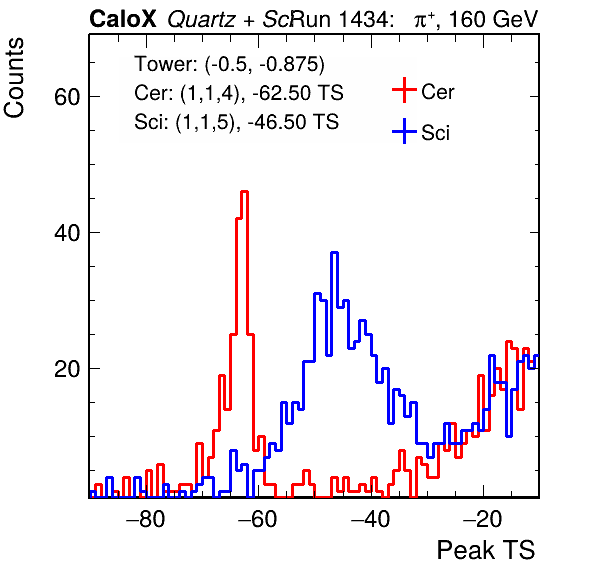 CaloX Quartz + ScRun 1434: π⁺, 160 GeV
Counts
Tower: (-0.5, -0.875)
Cer: (1,1,4), -62.50 TS
Sci: (1,1,5), -46.50 TS
Cer
Sci
60
40
20
−80 −60 −40 −20
Peak TS